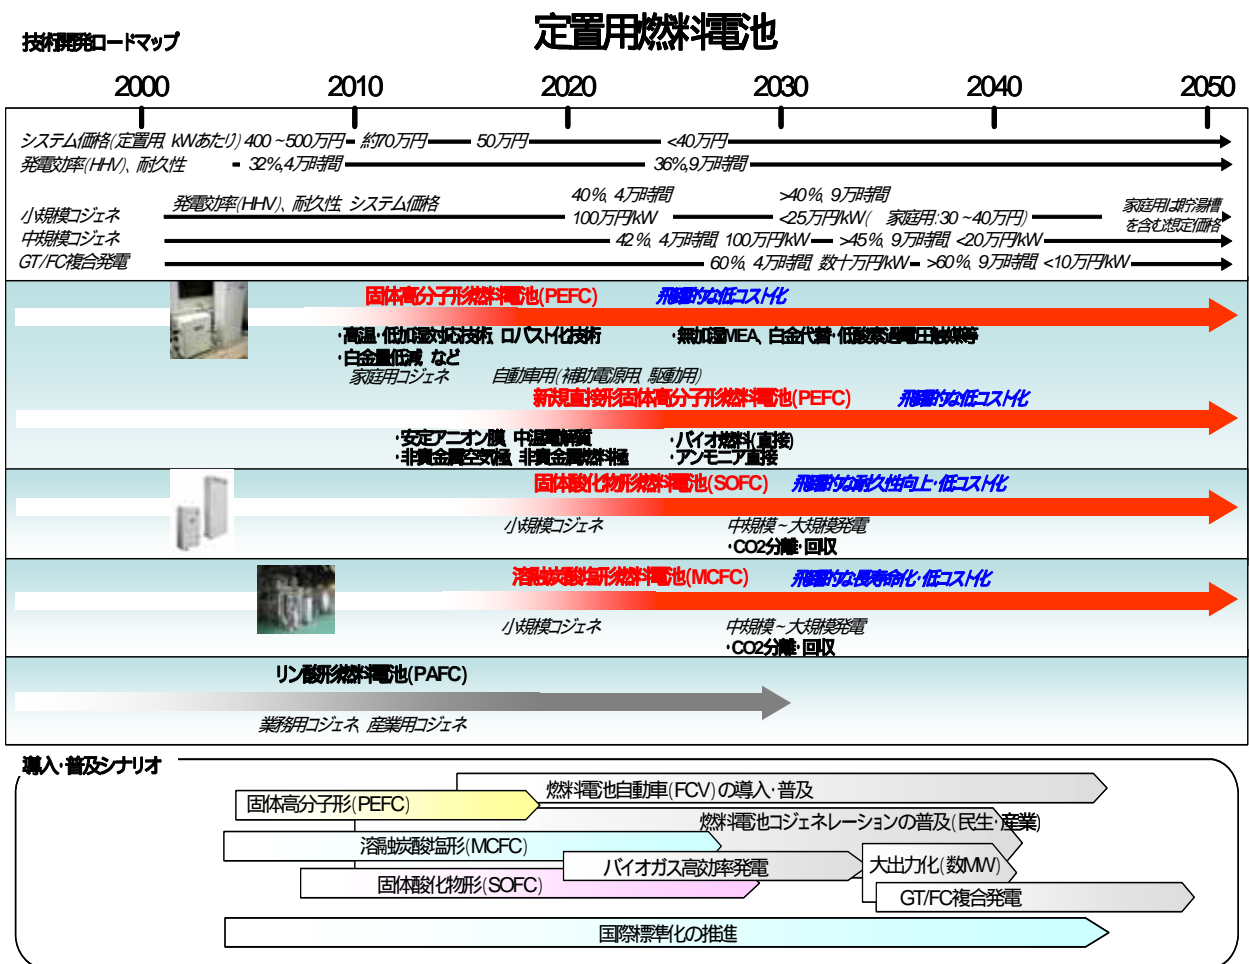 定置用燃料電池
技術開発ロードマップ
2000 2010 2020 2030 2040 2050
システム価格(定置用, kWあたり) 400~500万円 約70万円 50万円 <40万円
発電効率(HHV)、耐久性 32%,4万時間 36%,9万時間
発電効率(HHV)、耐久性, システム価格
40%, 4万時間 >40%, 9万時間
小規模コジェネ 100万円/kW <25万円/kW( 家庭用:30~40万円)
家庭用は貯湯槽
を含む想定価格
中規模コジェネ 42%, 4万時間, 100万円/kW >45%, 9万時間, <20万円/kW
GT/FC複合発電 60%, 4万時間, 数十万円/kW >60%, 9万時間, <10万円/kW
固体高分子形燃料電池(PEFC) 飛躍的な低コスト化
・高温・低加湿対応技術, ロバスト化技術 ・無加湿MEA、白金代替・低酸素過電圧触媒等
・白金量低減, など
家庭用コジェネ 自動車用(補助電源用, 駆動用)
新規直接形固体高分子形燃料電池(PEFC) 飛躍的な低コスト化
・安定アニオン膜, 中温電解質 ・バイオ燃料(直接)
・非貴金属空気極, 非貴金属燃料極 ・アンモニア直接
固体酸化物形燃料電池(SOFC) 飛躍的な耐久性向上・低コスト化
小規模コジェネ 中規模~大規模発電
・CO2分離・回収
溶融炭酸塩形燃料電池(MCFC) 飛躍的な長寿命化・低コスト化
小規模コジェネ 中規模~大規模発電
・CO2分離・回収
リン酸形燃料電池(PAFC)
業務用コジェネ, 産業用コジェネ
導入・普及シナリオ
燃料電池自動車(FCV)の導入・普及
固体高分子形(PEFC)
燃料電池コジェネレーションの普及(民生・産業)
溶融炭酸塩形(MCFC)
バイオガス高効率発電 大出力化(数MW)
固体酸化物形(SOFC)
GT/FC複合発電
国際標準化の推進